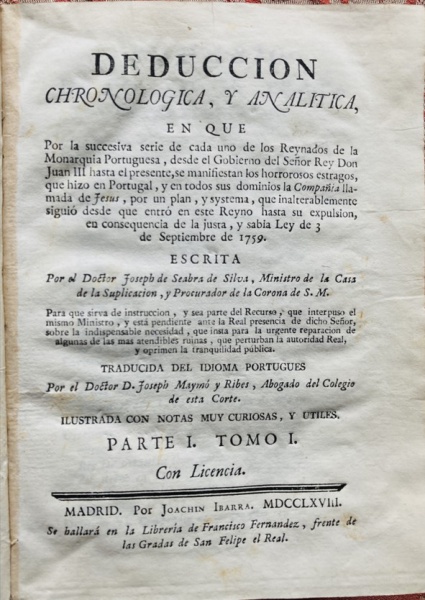 DEDUCCION
CHRONOLOGICA, Y ANALITICA,
EN QUE
Por la succesiva serie de cada uno de los Reynados de la
Monarquía Portuguesa, desde el Gobierno del Señor Rey Don
Juan III hasta el presente, se manifiestan los horrorosos estragos,
que hizo en Portugal, y en todos sus dominios la Compañía lla-
mada de Jesus, por un plan, y systema, que inalterablemente
siguió desde que entró en este Reyno hasta su expulsion,
en consequencia de la justa, y sabia Ley de 3
de Septiembre de 1759.
ESCRITA
Por el Doctor Joseph de Seabra de Silva, Ministro de la Casa
de la Suplicacion, y Procurador de la Corona de S. M.
Para que sirva de instruccion, y sea parte del Recurso, que interpuso el
mismo Ministro, y está pendiente ante la Real presencia de dicho Señor,
sobre la indispensable necesidad, que insta para la urgente reparacion de
algunas de las mas atendibles ruinas, que perturban la autoridad Real,
y oprimen la tranquilidad pública.
TRADUCIDA DEL IDIOMA PORTUGUES
Por el Doctor D. Joseph Maymó y Ribes, Abogado del Colegio
de esta Corte.
ILUSTRADA CON NOTAS MUY CURIOSAS, Y UTILES.
PARTE I. TOMO I.
Con Licencia.
MADRID. Por JOACHIN IBARRA. MDCCLXVIII.
Se hallará en la Librería de Francisco Fernandez, frente de
las Gradas de San Felipe el Real.